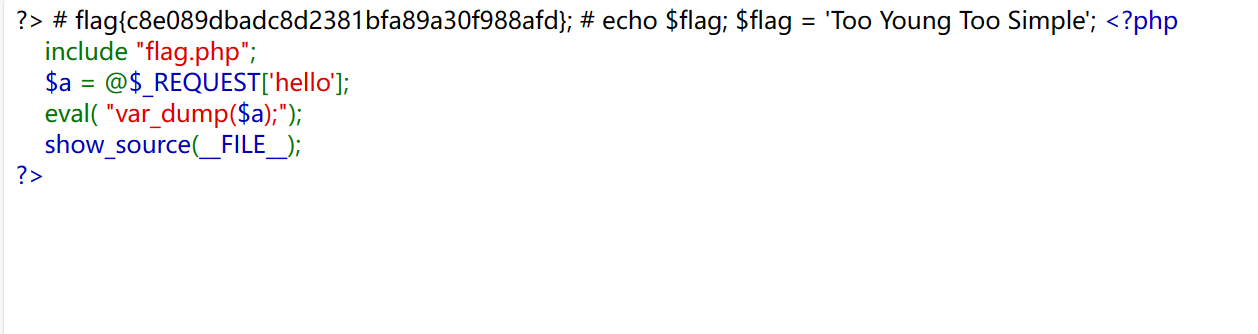 ?> # flag{c8e089dbadc8d2381bfa89a30f988afd}; # echo $flag; $flag = 'Too Young Too Simple'; <?php
include "flag.php";
$a = @$_REQUEST['hello'];
eval( "var_dump($a);");
show_source(__FILE__);
?>